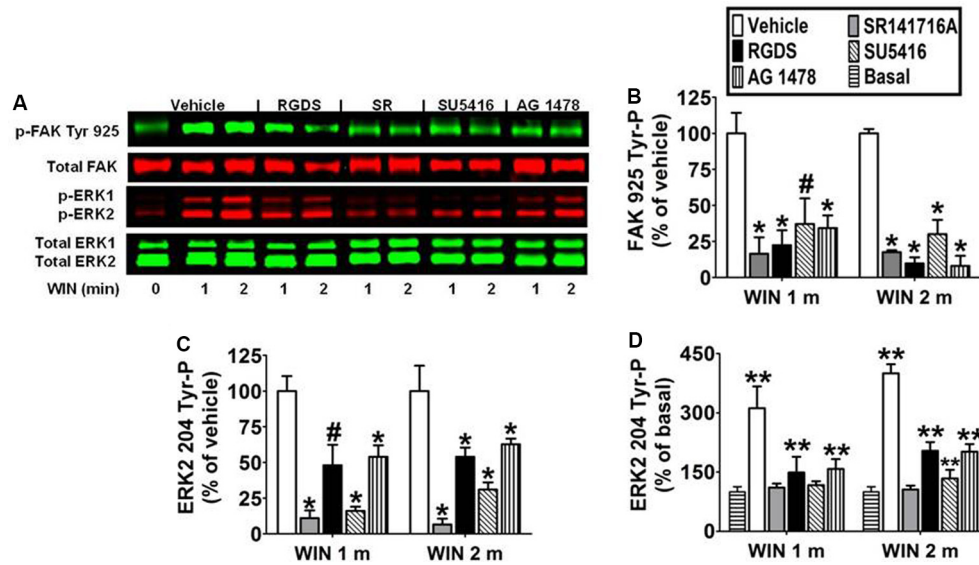 Vehicle
SR141716A
RGDS
SU5416
AG 1478
Basal
A
Vehicle | RGDS | SR | SU5416 | AG 1478
p-FAK Tyr 925
Total FAK
p-ERK1
p-ERK2
Total ERK1
Total ERK2
WIN (min) 0 1 2 1 2 1 2 1 2 1 2
B
FAK 925 Tyr-P
(% of vehicle)
125
100
75
50
25
0
* * # *
* * * *
WIN 1 m WIN 2 m
C
ERK2 204 Tyr-P
(% of vehicle)
125
100
75
50
25
0
* # * *
* * * *
WIN 1 m WIN 2 m
D
ERK2 204 Tyr-P
(% of basal)
450
300
150
0
** ** **
** ** ** **
WIN 1 m WIN 2 m